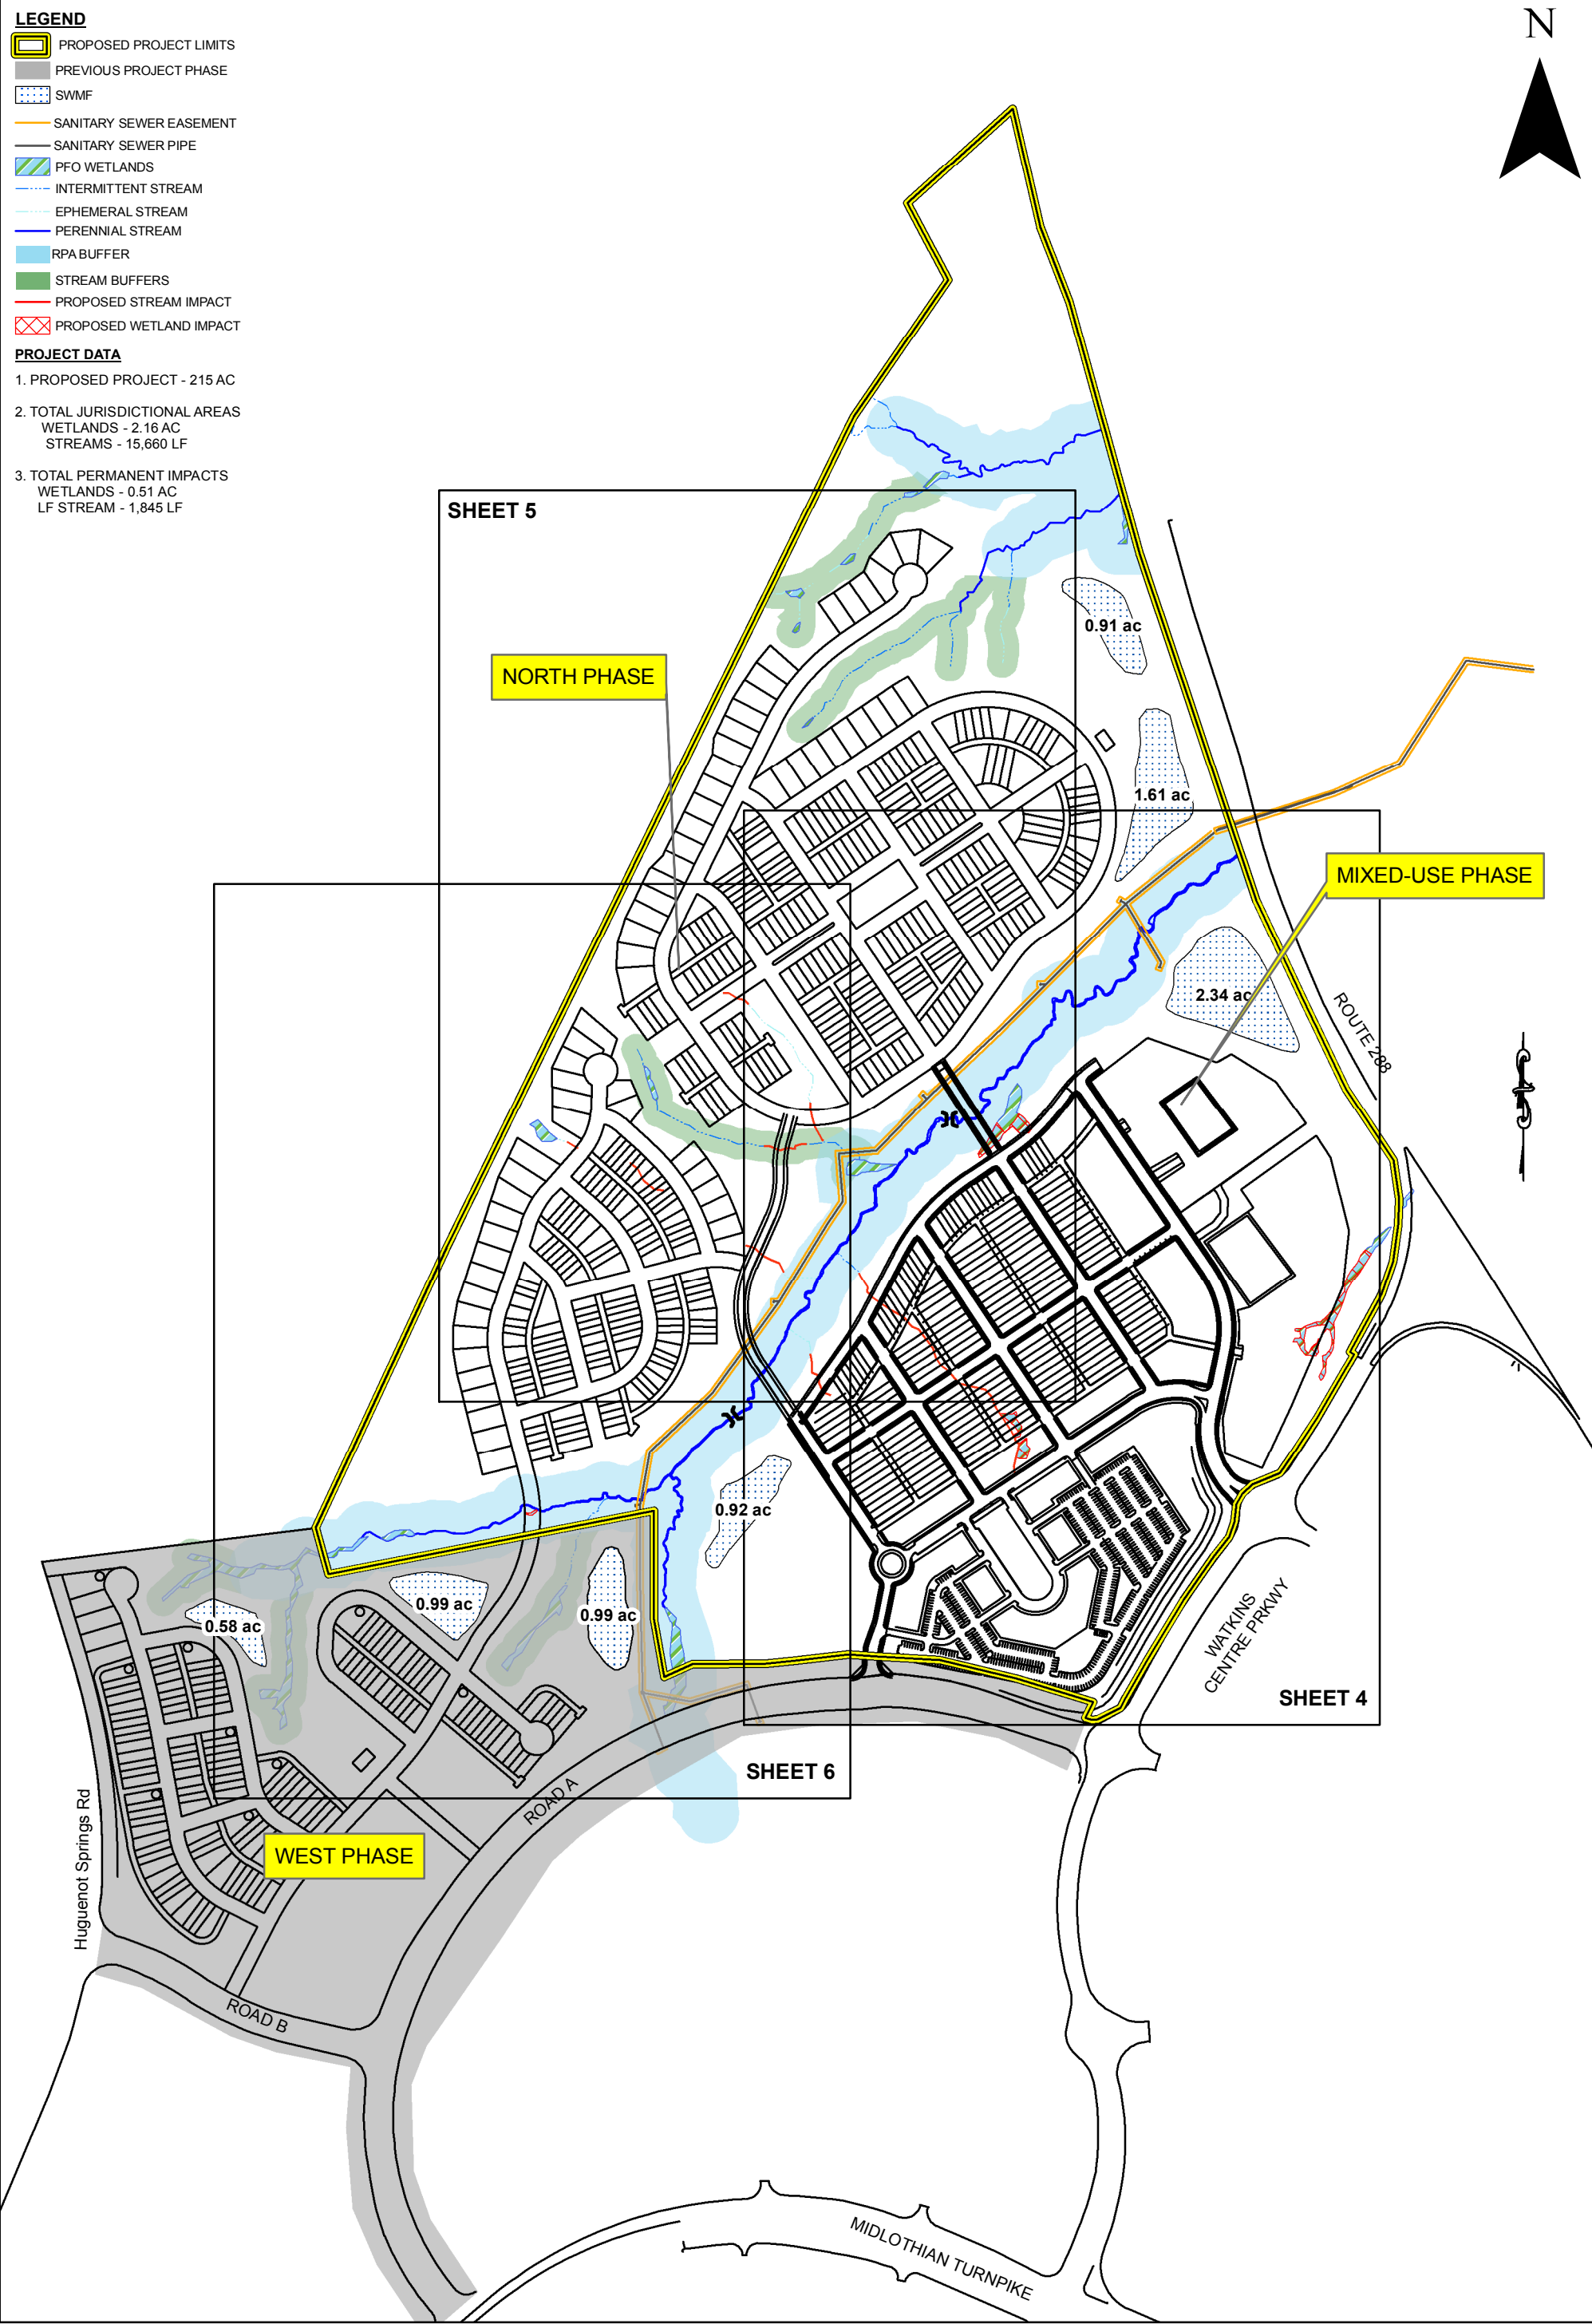 LEGEND
PROPOSED PROJECT LIMITS
PREVIOUS PROJECT PHASE
SWMF
SANITARY SEWER EASEMENT
SANITARY SEWER PIPE
PFO WETLANDS
INTERMITTENT STREAM
EPHEMERAL STREAM
PERENNIAL STREAM
RPA BUFFER
STREAM BUFFERS
PROPOSED STREAM IMPACT
PROPOSED WETLAND IMPACT
PROJECT DATA
1. PROPOSED PROJECT - 215 AC
2. TOTAL JURISDICTIONAL AREAS
WETLANDS - 2.16 AC
STREAMS - 15,660 LF
3. TOTAL PERMANENT IMPACTS
WETLANDS - 0.51 AC
LF STREAM - 1,845 LF
N
SHEET 5
0.91 ac
NORTH PHASE
1.61 ac
MIXED-USE PHASE
2.34 ac
ROUTE 288
0.92 ac
0.99 ac
0.99 ac
0.58 ac
WATKINS
CENTRE PRKWY
SHEET 4
SHEET 6
ROAD A
WEST PHASE
Huguenot Springs Rd
ROAD B
MIDLOTHIAN TURNPIKE